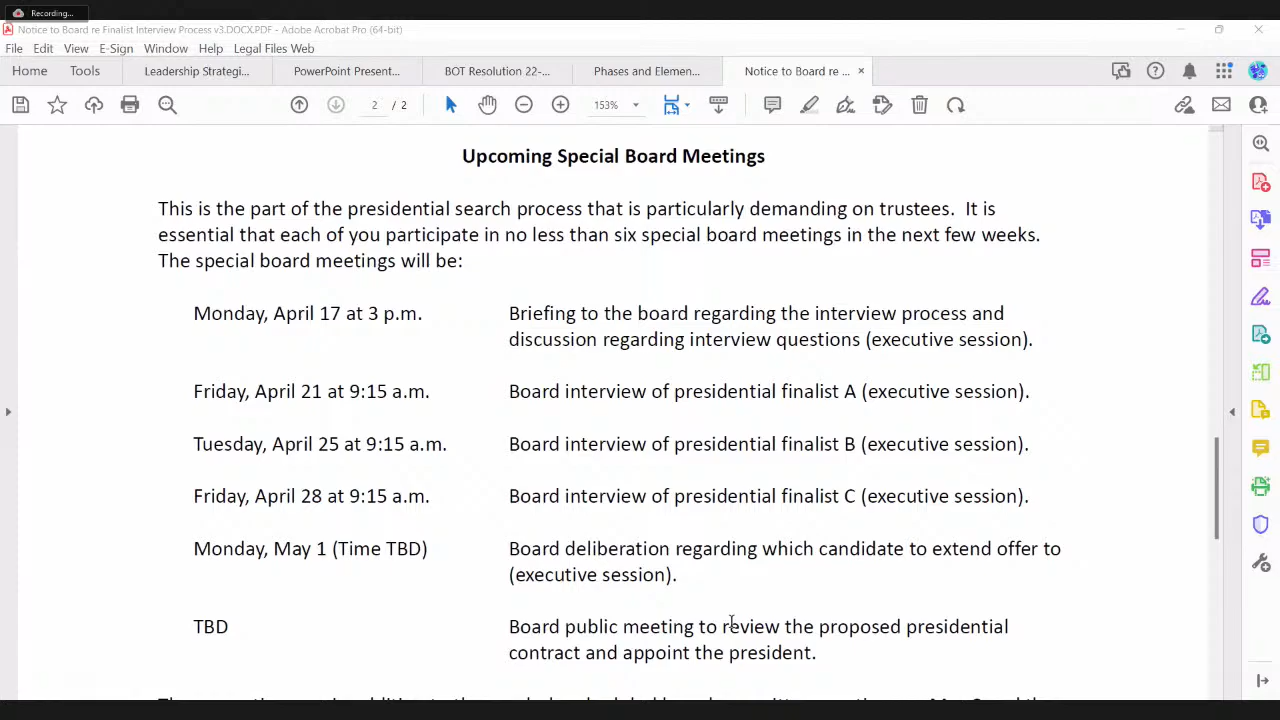 Recording...
Notice to Board re Finalist Interview Process v3.DOCX.PDF - Adobe Acrobat Pro (64-bit)
File Edit View E-Sign Window Help Legal Files Web
Home Tools Leadership Strategi... PowerPoint Present... BOT Resolution 22-... Phases and Elemen... Notice to Board re ... ×
2 / 2 153%
Upcoming Special Board Meetings
This is the part of the presidential search process that is particularly demanding on trustees. It is
essential that each of you participate in no less than six special board meetings in the next few weeks.
The special board meetings will be:
Monday, April 17 at 3 p.m. Briefing to the board regarding the interview process and
discussion regarding interview questions (executive session).
Friday, April 21 at 9:15 a.m. Board interview of presidential finalist A (executive session).
Tuesday, April 25 at 9:15 a.m. Board interview of presidential finalist B (executive session).
Friday, April 28 at 9:15 a.m. Board interview of presidential finalist C (executive session).
Monday, May 1 (Time TBD) Board deliberation regarding which candidate to extend offer to
(executive session).
TBD Board public meeting to review the proposed presidential
contract and appoint the president.